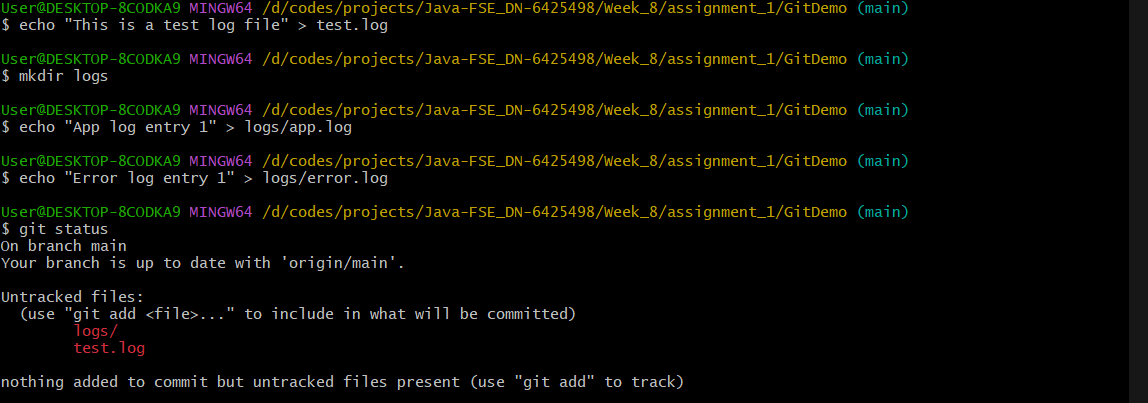 User@DESKTOP-8CODKA9 MINGW64 /d/codes/projects/Java-FSE_DN-6425498/Week_8/assignment_1/GitDemo (main)
$ echo "This is a test log file" > test.log
User@DESKTOP-8CODKA9 MINGW64 /d/codes/projects/Java-FSE_DN-6425498/Week_8/assignment_1/GitDemo (main)
$ mkdir logs
User@DESKTOP-8CODKA9 MINGW64 /d/codes/projects/Java-FSE_DN-6425498/Week_8/assignment_1/GitDemo (main)
$ echo "App log entry 1" > logs/app.log
User@DESKTOP-8CODKA9 MINGW64 /d/codes/projects/Java-FSE_DN-6425498/Week_8/assignment_1/GitDemo (main)
$ echo "Error log entry 1" > logs/error.log
User@DESKTOP-8CODKA9 MINGW64 /d/codes/projects/Java-FSE_DN-6425498/Week_8/assignment_1/GitDemo (main)
$ git status
On branch main
Your branch is up to date with 'origin/main'.
Untracked files:
  (use "git add <file>..." to include in what will be committed)
        logs/
        test.log
nothing added to commit but untracked files present (use "git add" to track)